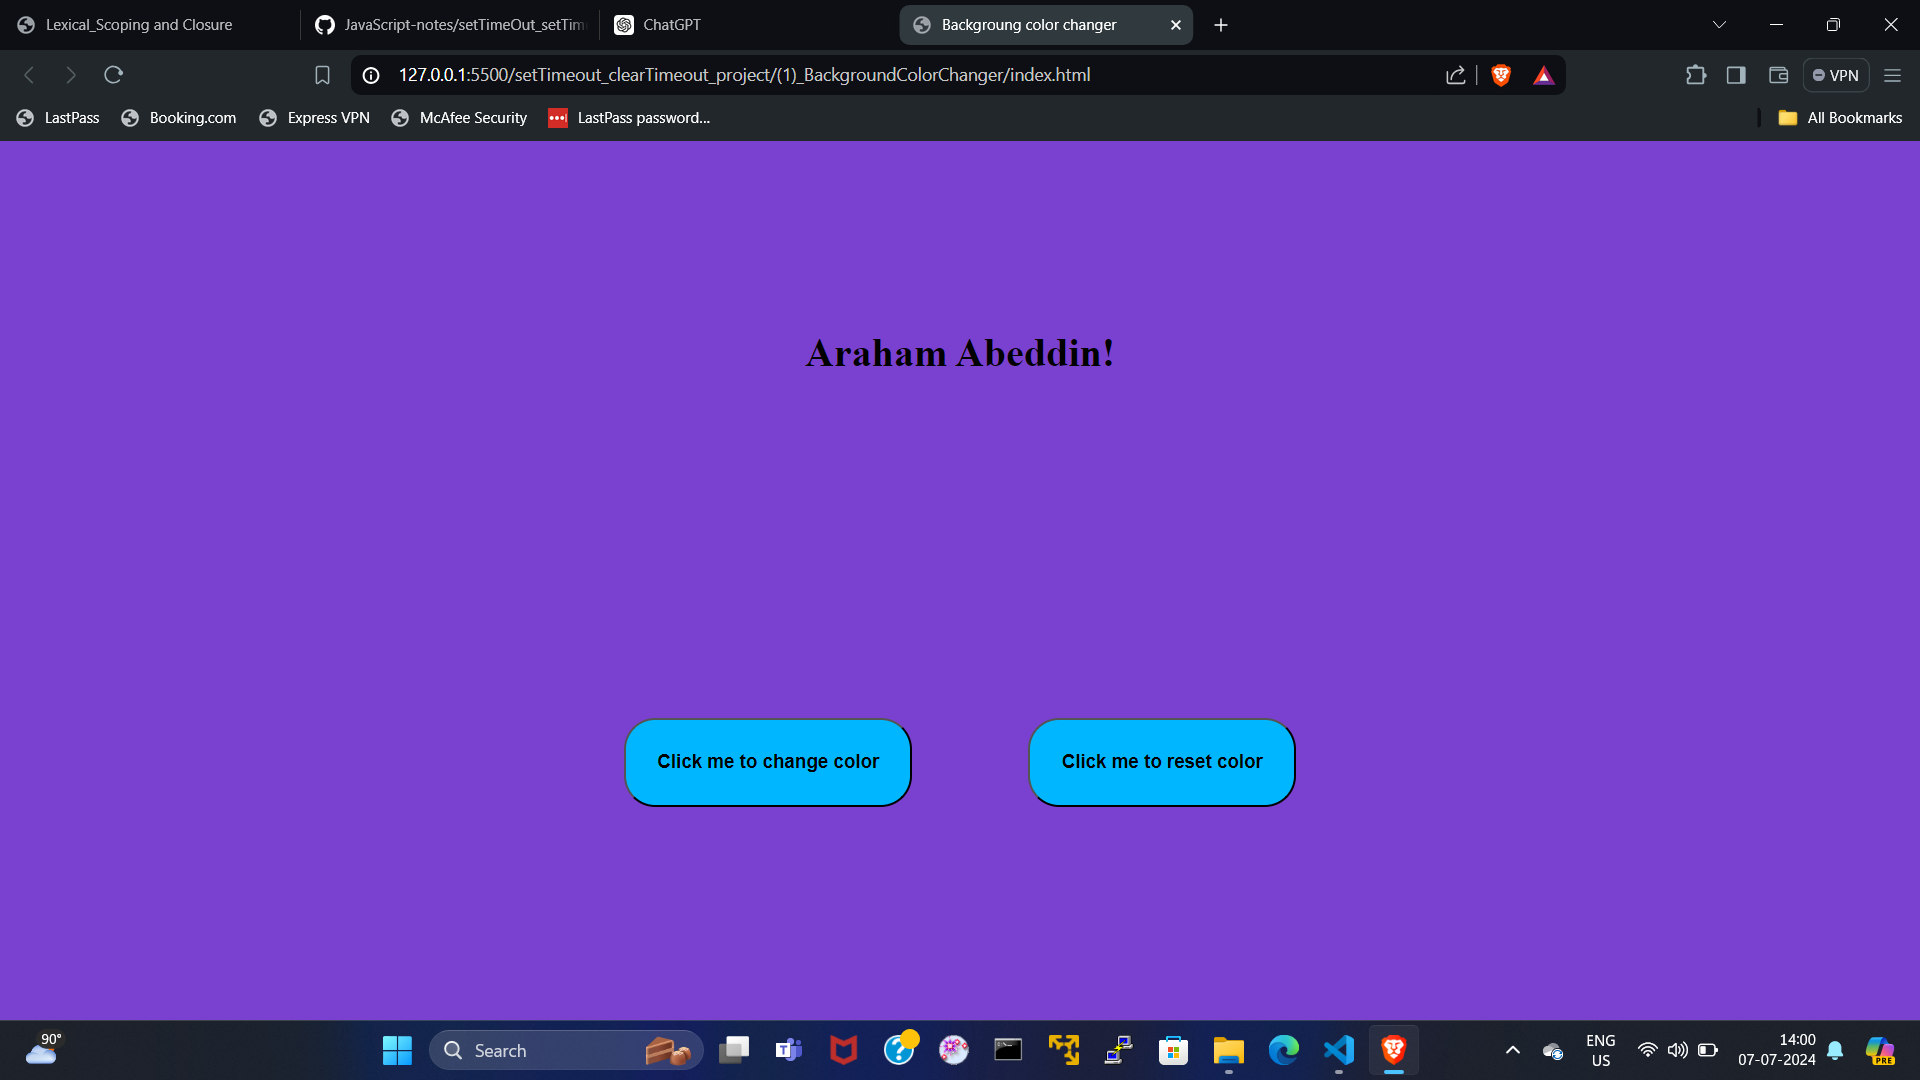 Lexical_Scoping and Closure
JavaScript-notes/setTimeOut_setTim
ChatGPT
Backgroung color changer
127.0.0.1:5500/setTimeout_clearTimeout_project/(1)_BackgroundColorChanger/index.html
VPN
LastPass
Booking.com
Express VPN
McAfee Security
LastPass password...
All Bookmarks
Araham Abeddin!
Click me to change color
Click me to reset color
90°
Search
ENG
US
14:00
07-07-2024
PRE